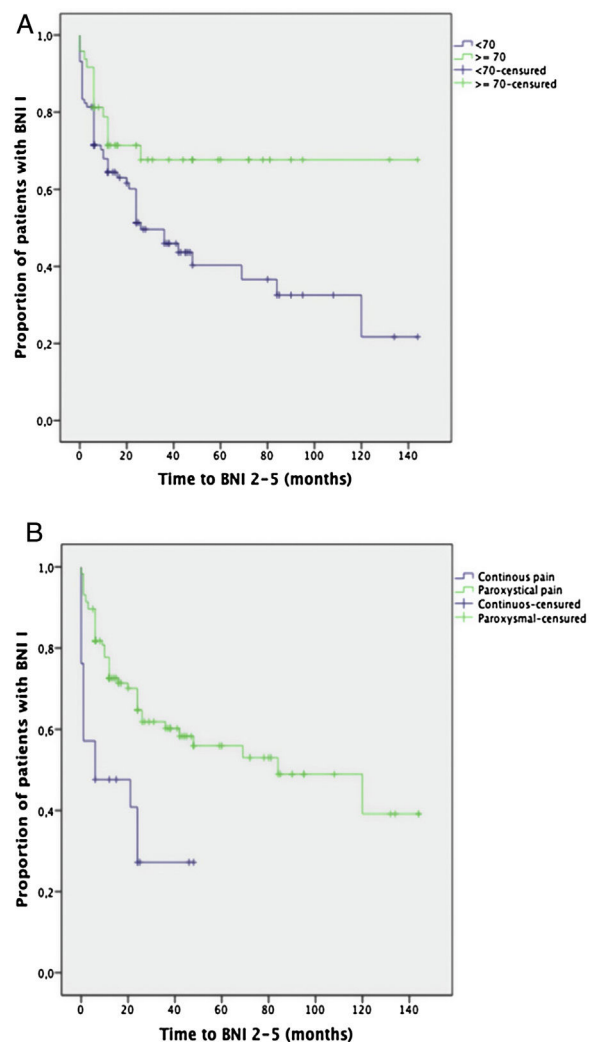 A
Proportion of patients with BNI I
1,0
0,8
0,6
0,4
0,2
0,0
0 20 40 60 80 100 120 140
Time to BNI 2-5 (months)
<70
>= 70
<70-censured
>= 70-censured
B
Proportion of patients with BNI I
1,0
0,8
0,6
0,4
0,2
0,0
0 20 40 60 80 100 120 140
Time to BNI 2-5 (months)
Continous pain
Paroxystical pain
Continuos-censured
Paroxysmal-censured